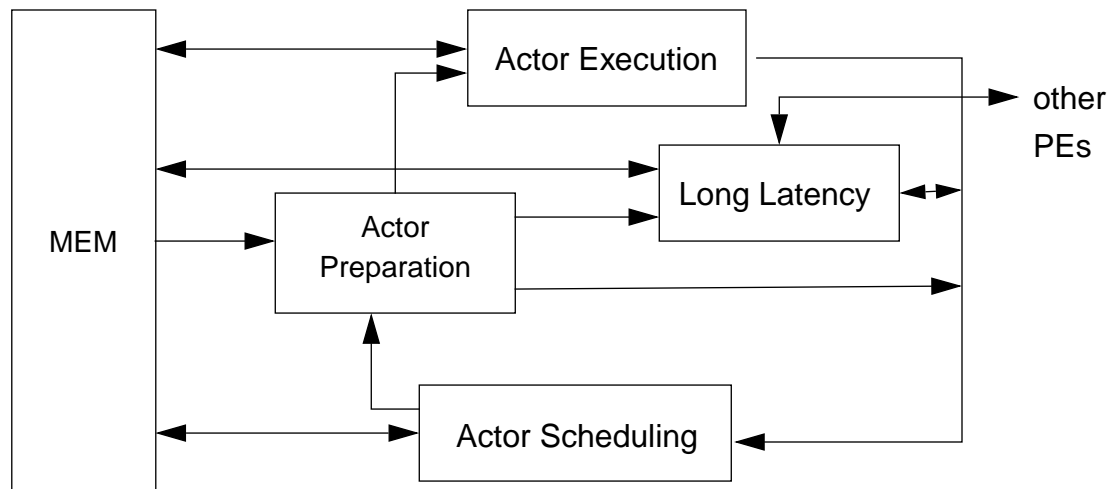 Actor Execution
other
PEs
Long Latency
MEM
Actor
Preparation
Actor Scheduling